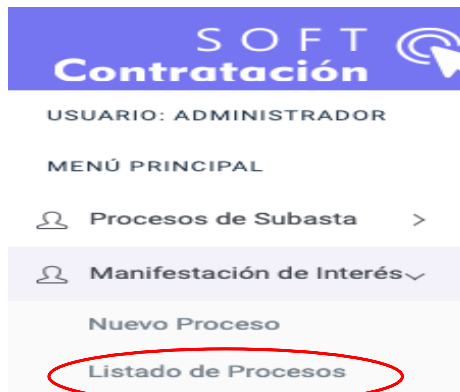 SOFT
Contratación
USUARIO: ADMINISTRADOR
MENÚ PRINCIPAL
Procesos de Subasta >
Manifestación de Interés
Nuevo Proceso
Listado de Procesos